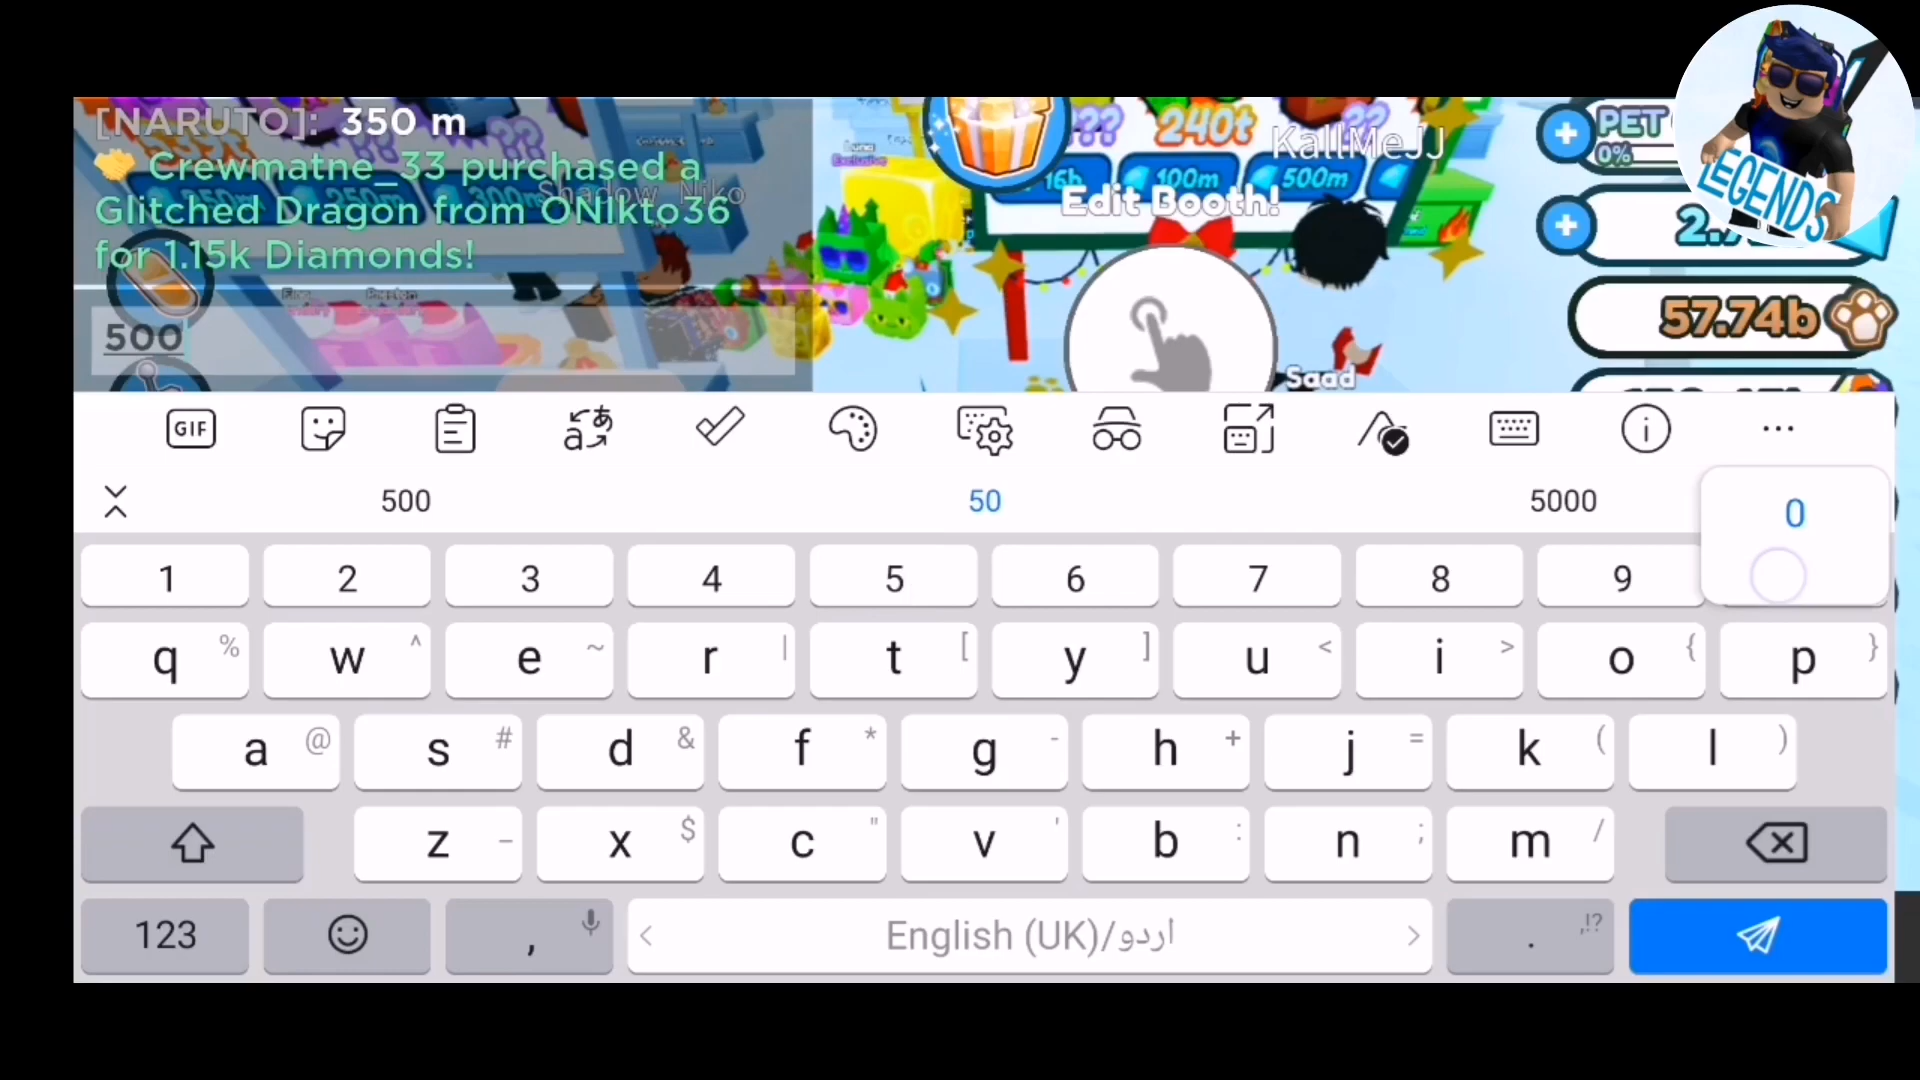 [NARUTO]: 350 m
Crewmatne_33 purchased a
Glitched Dragon from ONIkto36
for 1.15k Diamonds!
Shadow_Niko
500
??
240t
??
KallMeJJ
16b
100m
500m
Edit Booth!
Saad
PET
0%
LEGENDS
57.74b
GIF
500
50
5000
0
1 2 3 4 5 6 7 8 9
q % w ^ e ~ r | t [ y ] u < i > o { p }
a @ s # d & f * g - h + j = k ( l )
z _ x $ c " v ' b : n ; m /
123 , English (UK)/اردو . ,!?